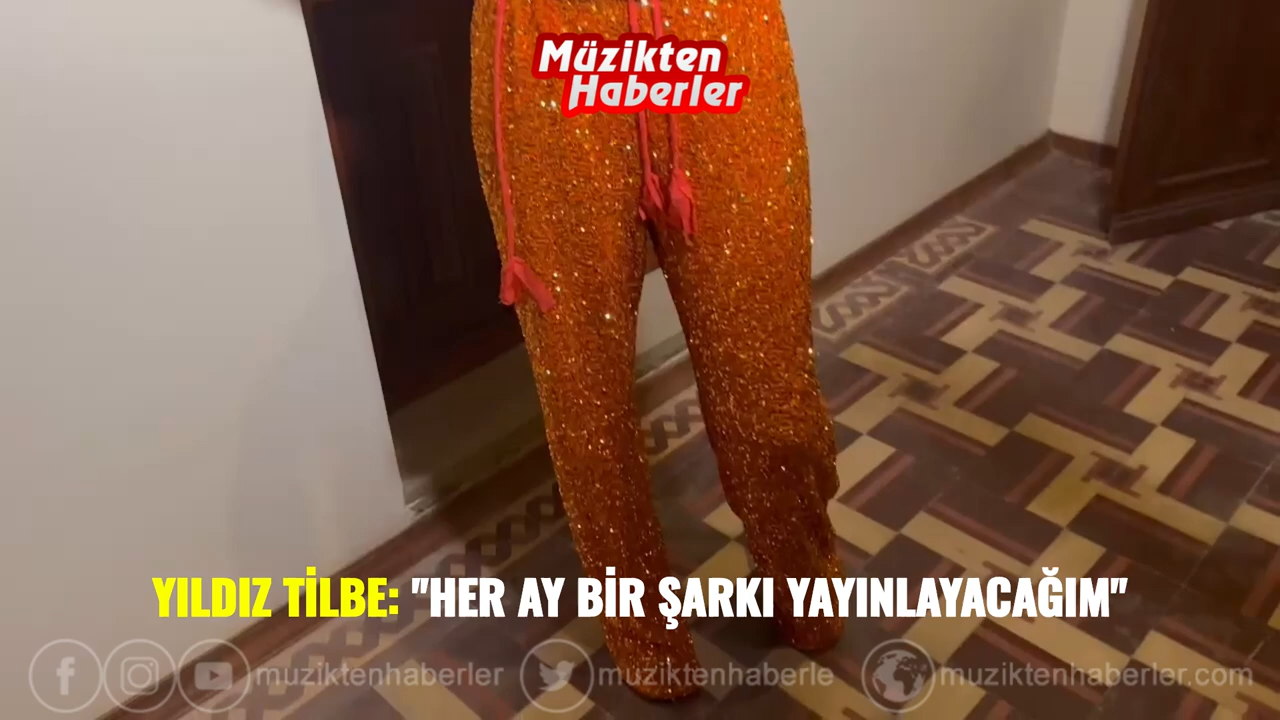 Müzikten
Haberler
YILDIZ TİLBE: "HER AY BİR ŞARKI YAYINLAYACAĞIM"
muziktenhaberler muziktenhaberle muziktenhaberler.com